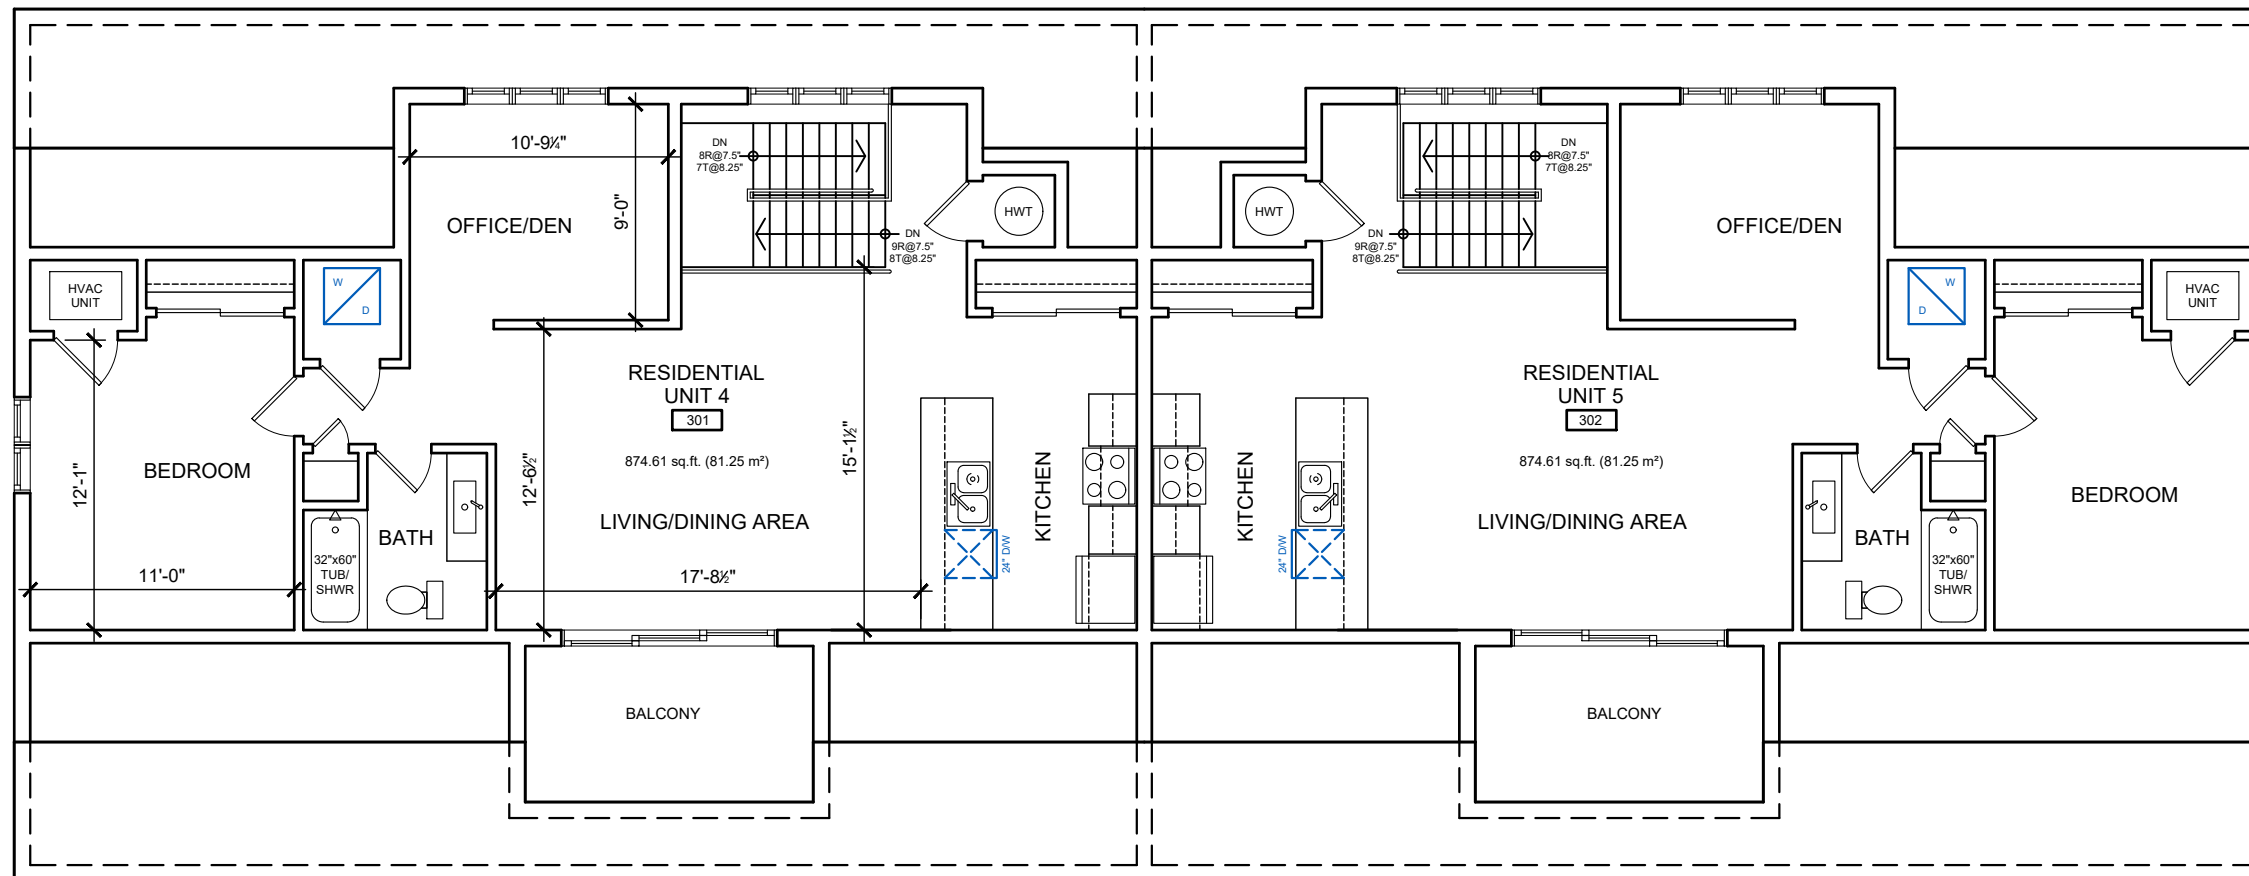 DN
8R@7.5"
7T@8.25"
DN
8R@7.5"
7T@8.25"
10'-9¼"
OFFICE/DEN
9'-0"
HWT
HWT
OFFICE/DEN
DN
9R@7.5"
8T@8.25"
DN
9R@7.5"
8T@8.25"
HVAC
UNIT
W
D
W
D
HVAC
UNIT
RESIDENTIAL
UNIT 4
301
874.61 sq.ft. (81.25 m²)
RESIDENTIAL
UNIT 5
302
874.61 sq.ft. (81.25 m²)
BEDROOM
12'-1"
12'-6½"
15'-1½"
KITCHEN
KITCHEN
BEDROOM
LIVING/DINING AREA
LIVING/DINING AREA
BATH
BATH
24" D/W
24" D/W
32"x60"
TUB/
SHWR
32"x60"
TUB/
SHWR
11'-0"
17'-8½"
BALCONY
BALCONY